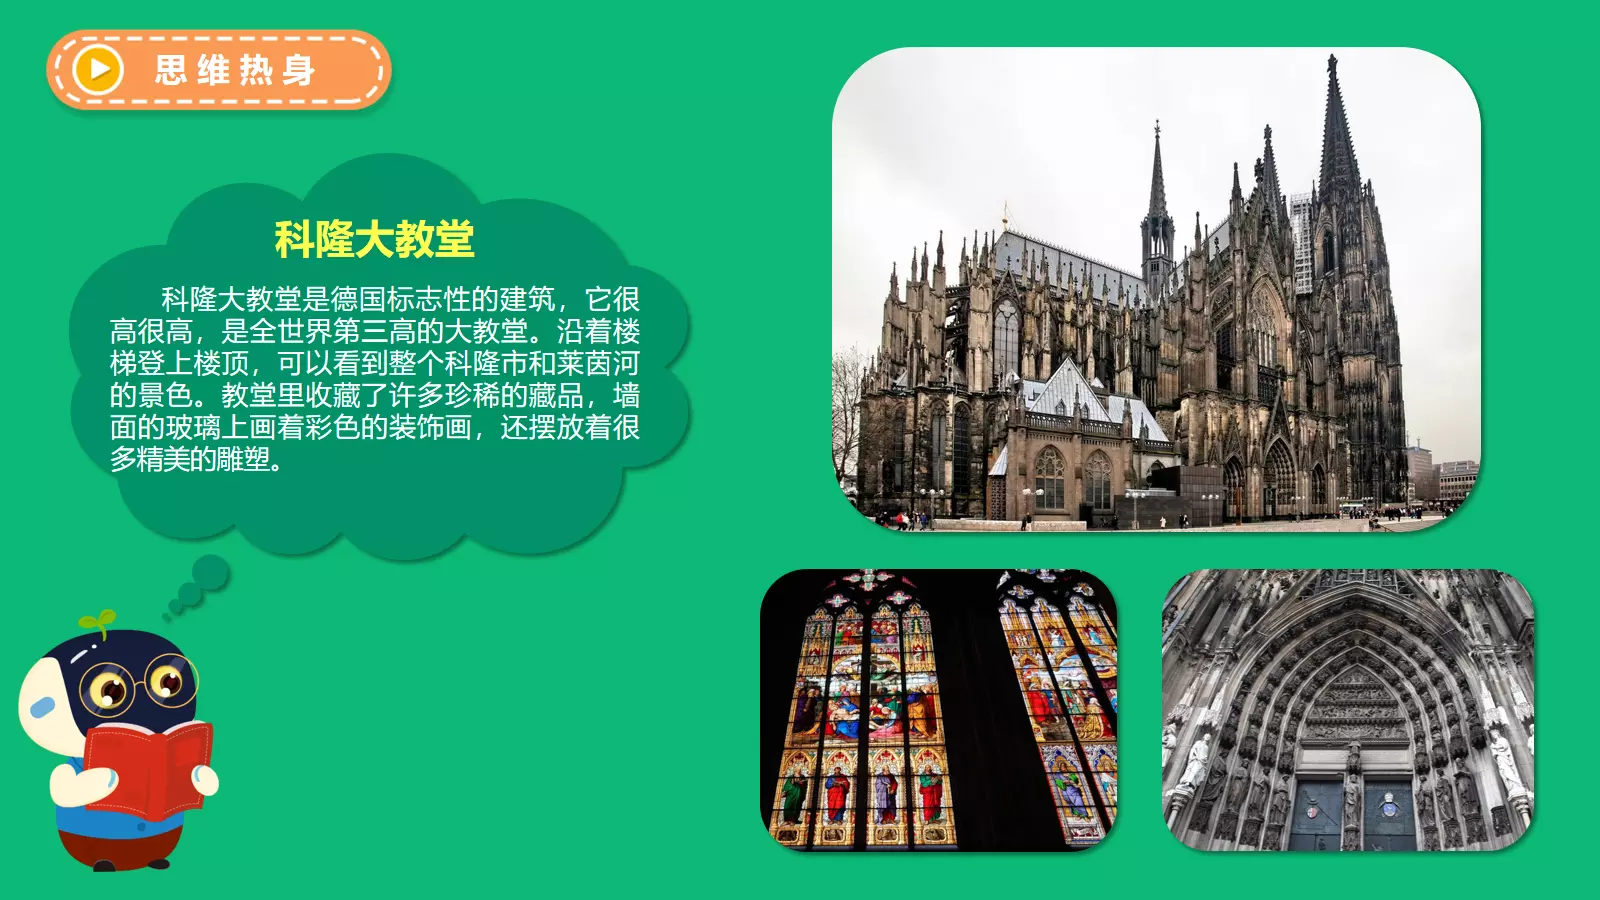 思维热身
科隆大教堂
科隆大教堂是德国标志性的建筑，它很
高很高，是全世界第三高的大教堂。沿着楼
梯登上楼顶，可以看到整个科隆市和莱茵河
的景色。教堂里收藏了许多珍稀的藏品，墙
面的玻璃上画着彩色的装饰画，还摆放着很
多精美的雕塑。